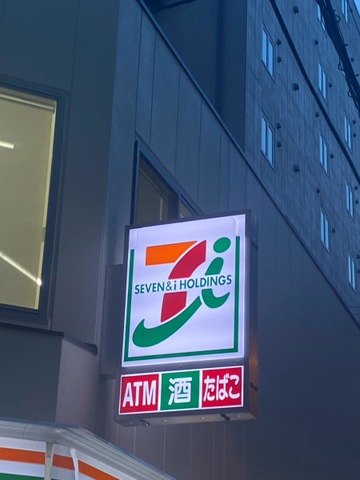 SEVEN & i HOLDINGS
ATM 酒 たばこ